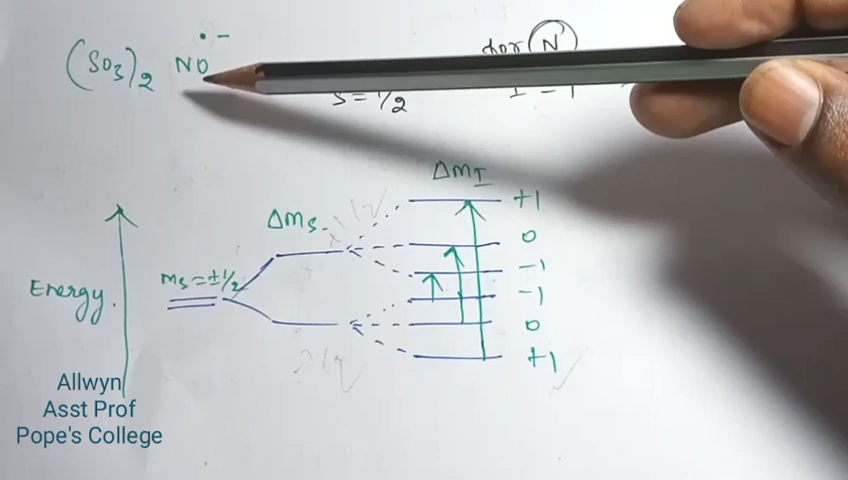 (SO₃)₂ NO•−
for N
S = 1/2
I = 1
ΔmI
+1
Δms
0
ms = ±1/2
−1
Energy
−1
0
+1
Allwyn
Asst Prof
Pope's College